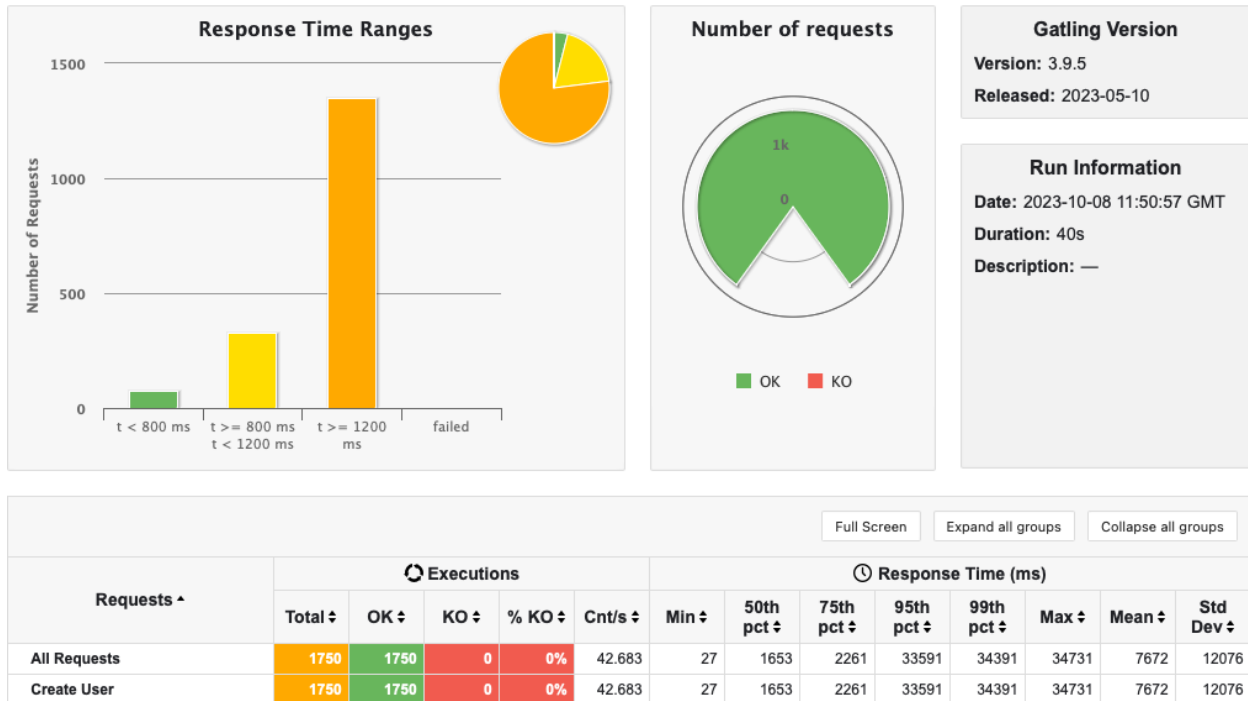 Response Time Ranges
1500
1000
500
0
Number of Requests
t < 800 ms
t >= 800 ms
t < 1200 ms
t >= 1200
ms
failed
Number of requests
1k
0
OK
KO
Gatling Version
Version: 3.9.5
Released: 2023-05-10
Run Information
Date: 2023-10-08 11:50:57 GMT
Duration: 40s
Description: —
Full Screen
Expand all groups
Collapse all groups
Requests
Executions
Response Time (ms)
Total OK KO % KO Cnt/s Min 50th pct 75th pct 95th pct 99th pct Max Mean Std Dev
All Requests 1750 1750 0 0% 42.683 27 1653 2261 33591 34391 34731 7672 12076
Create User 1750 1750 0 0% 42.683 27 1653 2261 33591 34391 34731 7672 12076